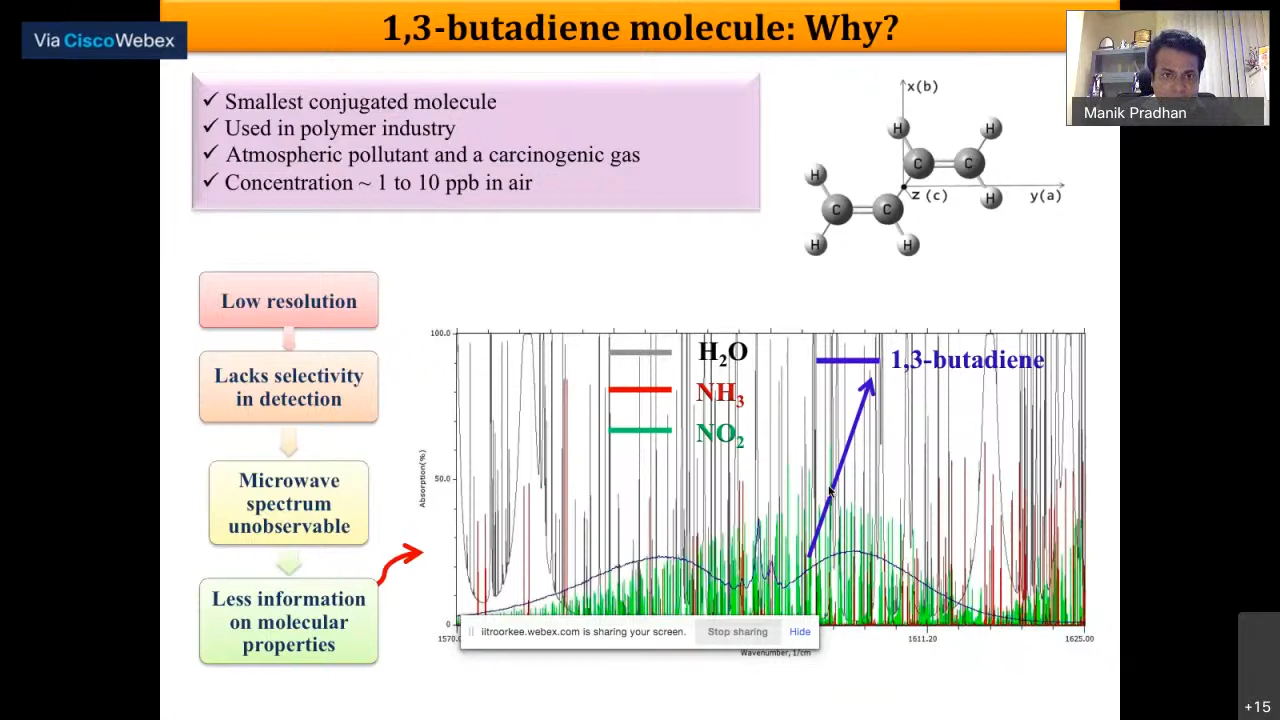 1,3-butadiene molecule: Why?
Via CiscoWebex
Manik Pradhan
✓ Smallest conjugated molecule
✓ Used in polymer industry
✓ Atmospheric pollutant and a carcinogenic gas
✓ Concentration ~ 1 to 10 ppb in air
x(b)
H
H
C
C
H
z (c)
H
y(a)
C
C
H
H
Low resolution
Lacks selectivity
in detection
Microwave
spectrum
unobservable
Less information
on molecular
properties
100.0
50.0
0
Absorption(%)
H₂O
NH₃
NO₂
1,3-butadiene
iitroorkee.webex.com is sharing your screen.
Stop sharing
Hide
1570.
1611.20
1625.00
Wavenumber, 1/cm
+15